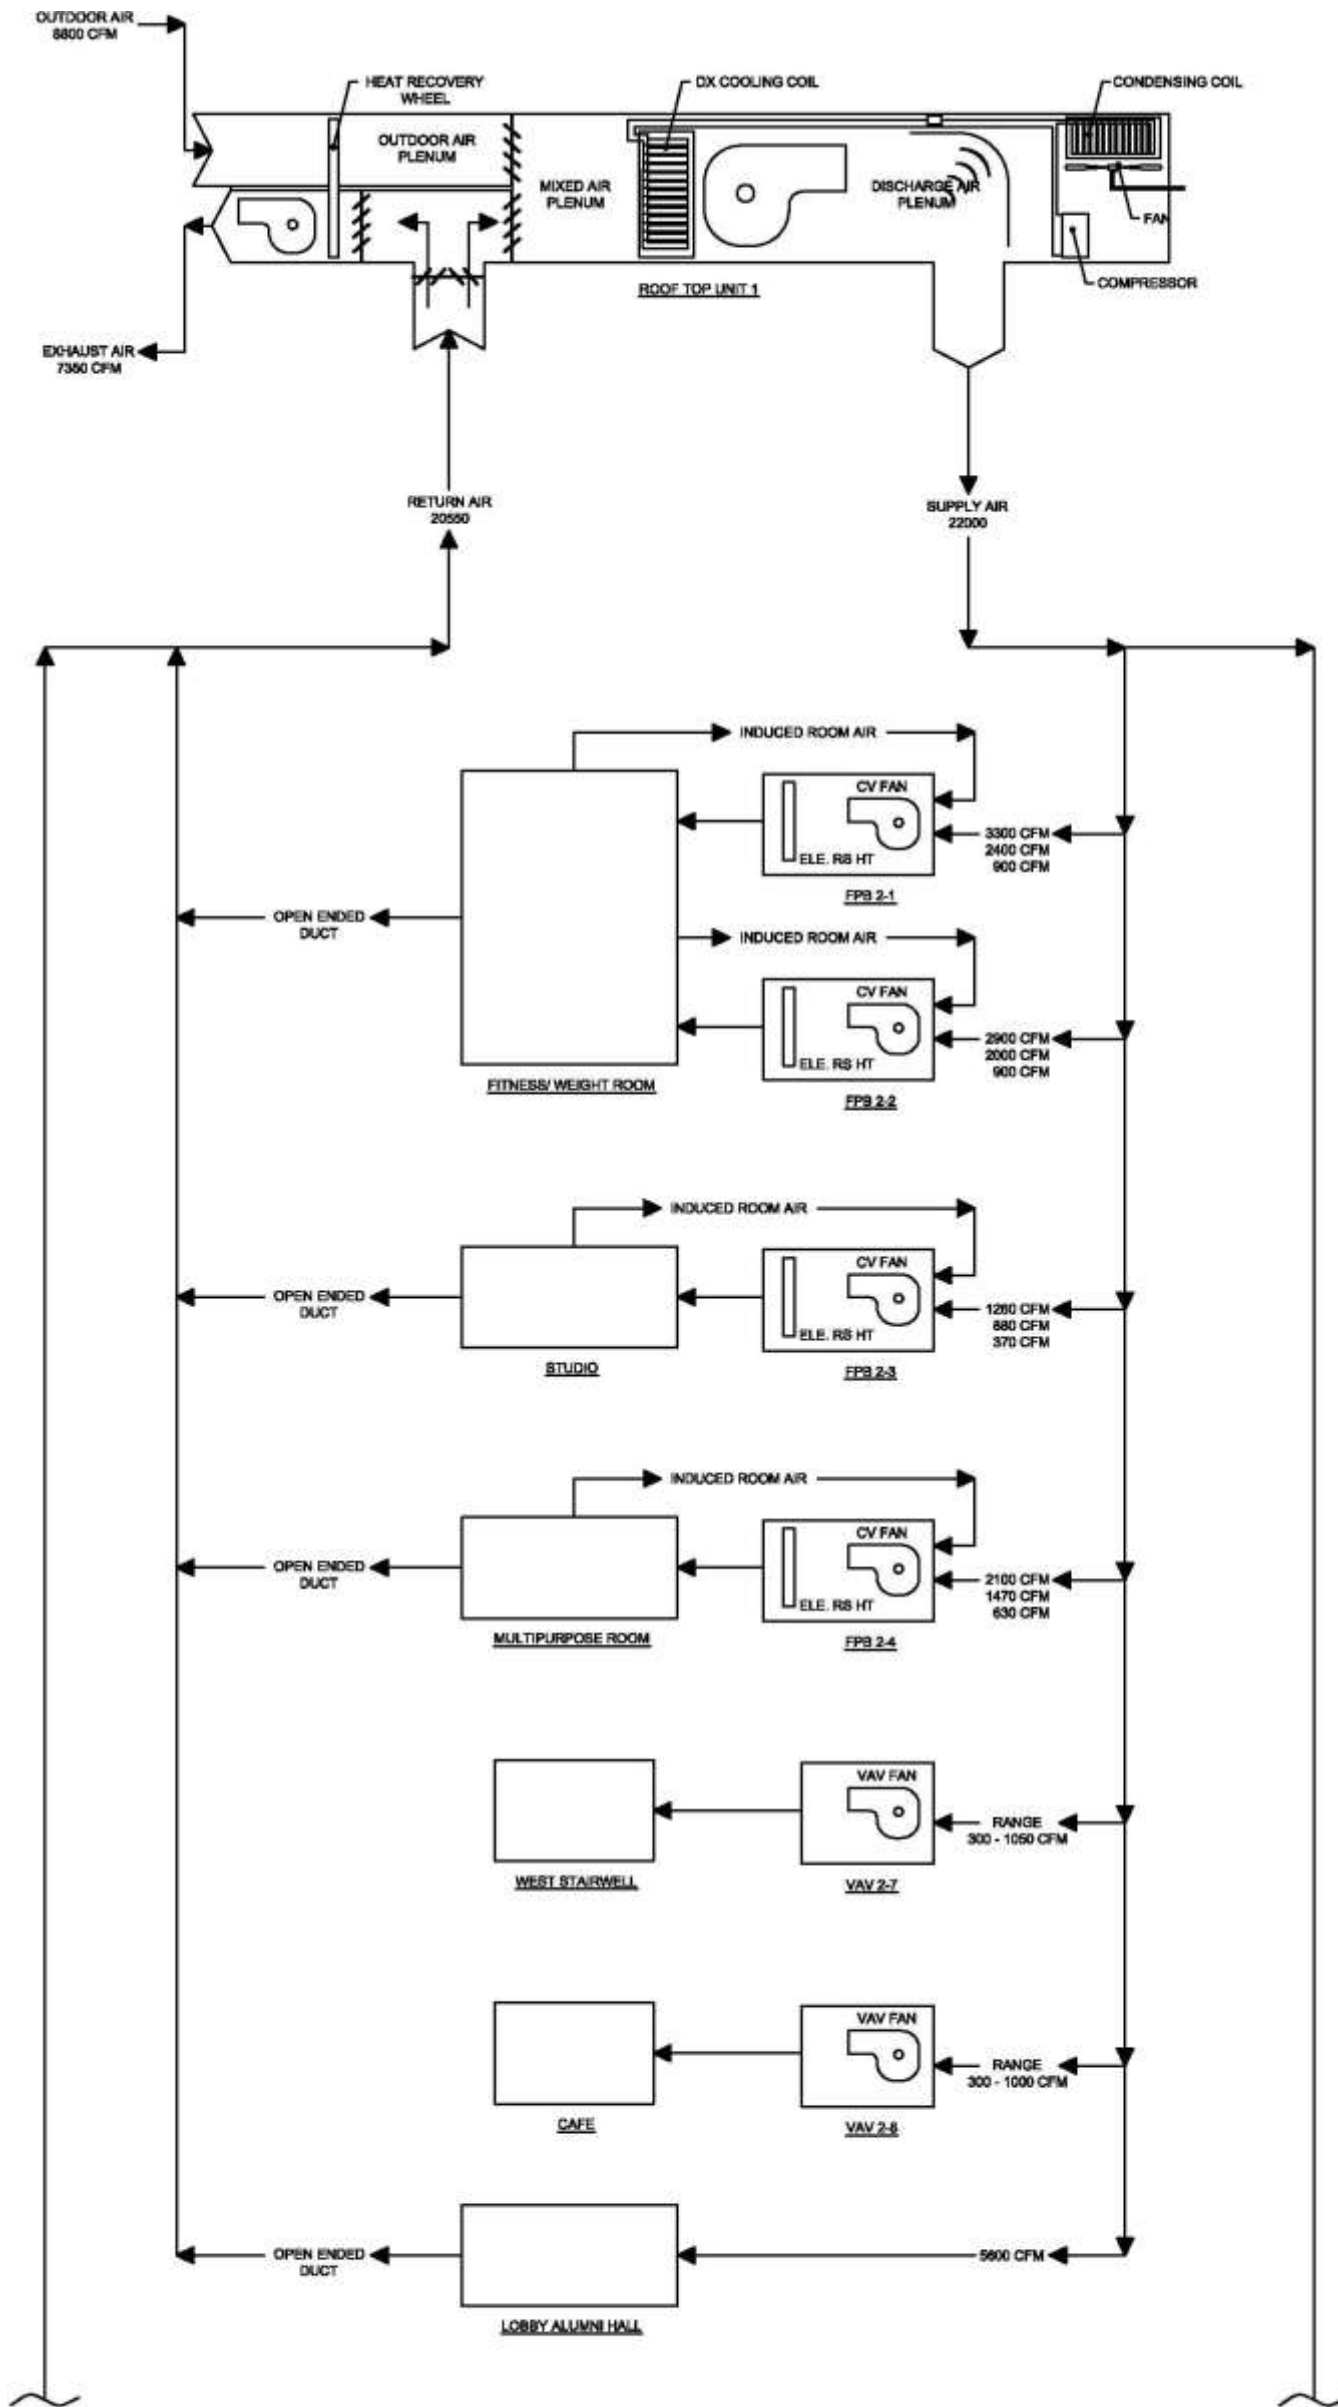 OUTDOOR AIR
8800 CFM
HEAT RECOVERY
WHEEL
DX COOLING COIL
CONDENSING COIL
OUTDOOR AIR
PLENUM
MIXED AIR
PLENUM
DISCHARGE AIR
PLENUM
FAN
COMPRESSOR
ROOF TOP UNIT 1
EXHAUST AIR
7350 CFM
RETURN AIR
20550
SUPPLY AIR
22000
INDUCED ROOM AIR
CV FAN
3300 CFM
2400 CFM
900 CFM
ELE. RS HT
FPB 2-1
OPEN ENDED
DUCT
INDUCED ROOM AIR
CV FAN
2900 CFM
2000 CFM
900 CFM
ELE. RS HT
FITNESS/ WEIGHT ROOM
FPB 2-2
INDUCED ROOM AIR
CV FAN
OPEN ENDED
DUCT
1260 CFM
880 CFM
370 CFM
ELE. RS HT
STUDIO
FPB 2-3
INDUCED ROOM AIR
CV FAN
OPEN ENDED
DUCT
2100 CFM
1470 CFM
630 CFM
ELE. RS HT
MULTIPURPOSE ROOM
FPB 2-4
VAV FAN
RANGE
300 - 1050 CFM
WEST STAIRWELL
VAV 2-7
VAV FAN
RANGE
300 - 1000 CFM
CAFE
VAV 2-8
OPEN ENDED
DUCT
5600 CFM
LOBBY ALUMNI HALL